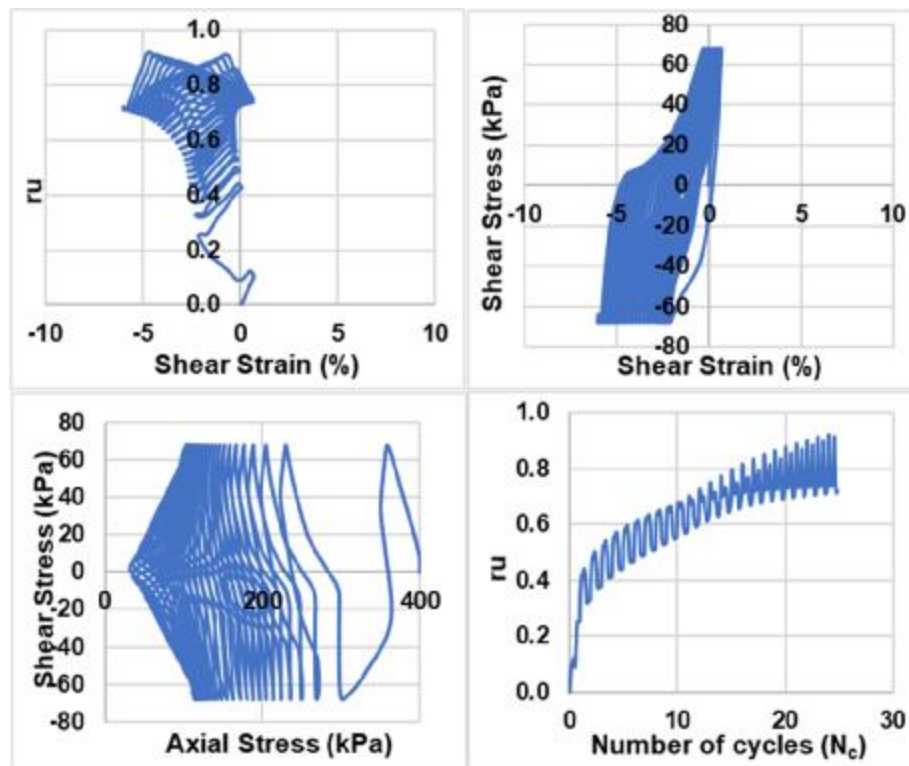 1.0
0.8
0.6
0.4
0.2
0.0
ru
-10 -5 0 5 10
Shear Strain (%)
80
60
40
20
0
-20
-40
-60
-80
Shear Stress (kPa)
-10 -5 0 5 10
Shear Strain (%)
80
60
40
20
0
-20
-40
-60
-80
Shear Stress (kPa)
0 200 400
Axial Stress (kPa)
1.0
0.8
0.6
0.4
0.2
0.0
ru
0 10 20 30
Number of cycles (Nc)